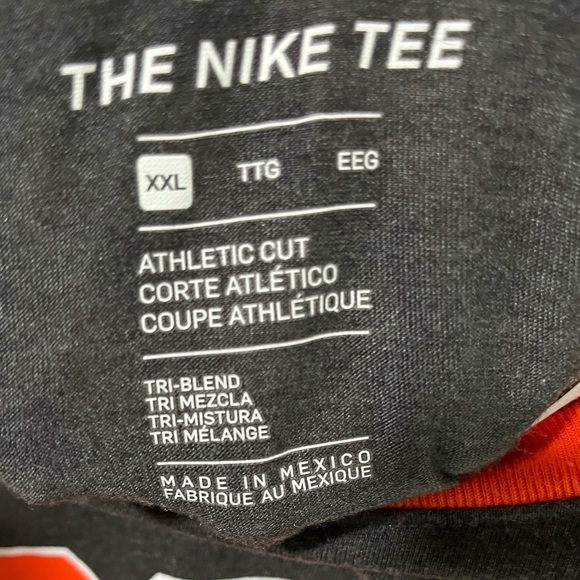 THE NIKE TEE
XXL TTG EEG
ATHLETIC CUT
CORTE ATLÉTICO
COUPE ATHLÉTIQUE
TRI-BLEND
TRI MEZCLA
TRI-MISTURA
TRI MÉLANGE
MADE IN MEXICO
FABRIQUE AU MEXIQUE